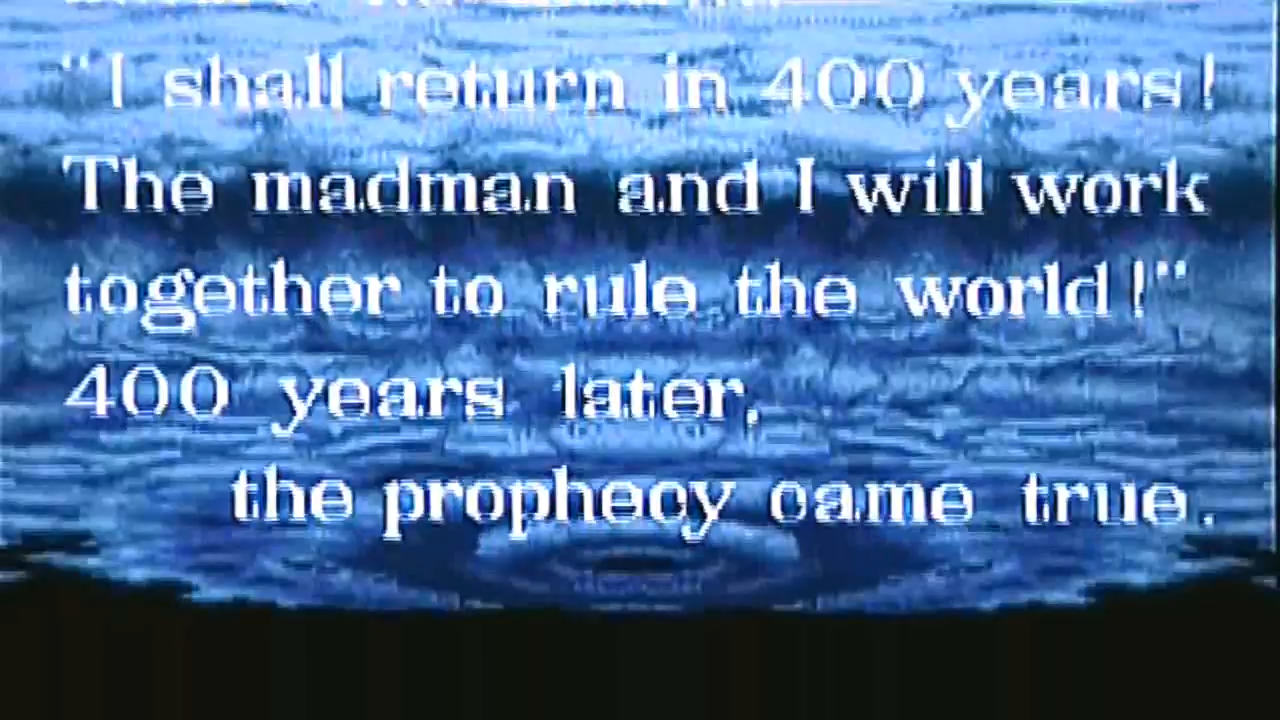 "I shall return in 400 years!
The madman and I will work
together to rule the world!"
400 years later,
the prophecy came true.